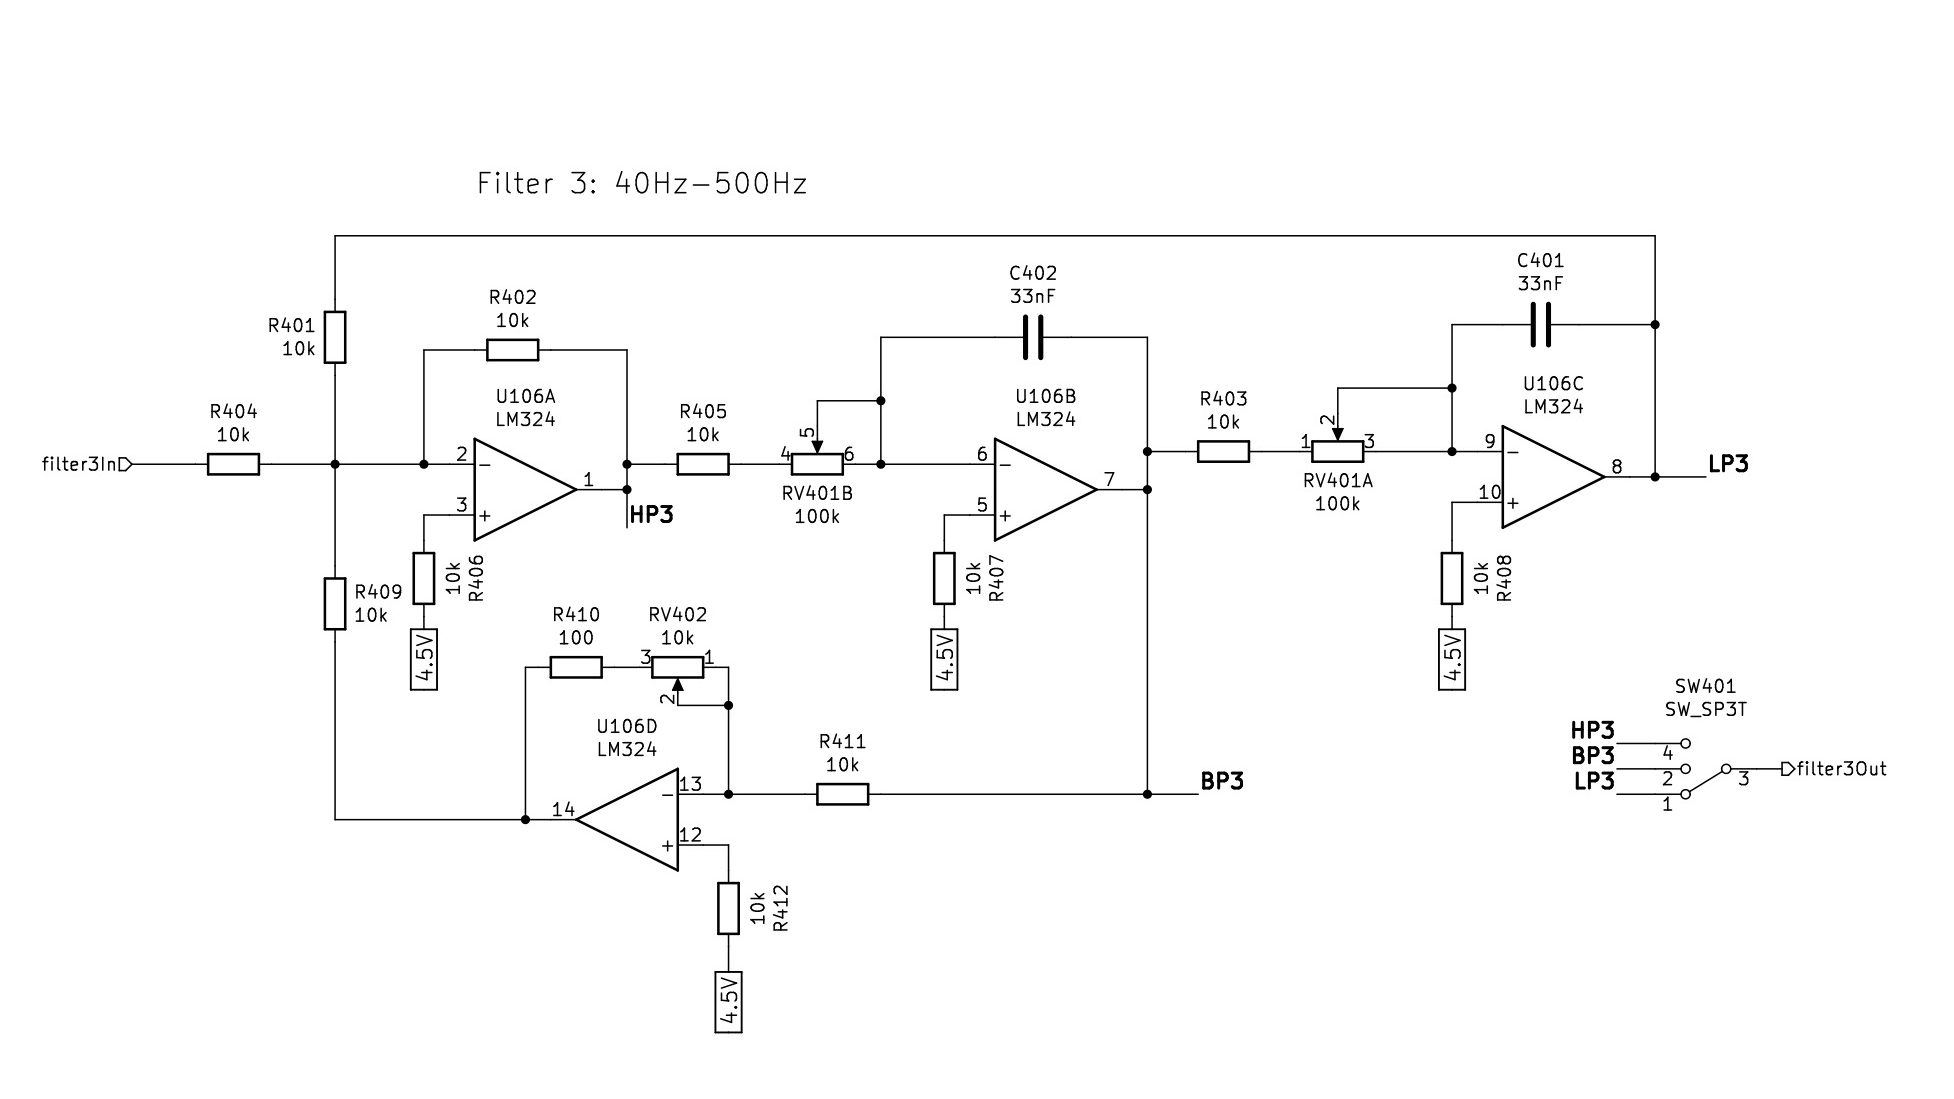 Filter 3: 40Hz-500Hz
C401
33nF
C402
33nF
R402
10k
R401
10k
U106A
LM324
U106B
LM324
U106C
LM324
R404
10k
R405
10k
R403
10k
filter3In
2
-
3
+
1
HP3
4
5
6
RV401B
100k
6
-
5
+
7
1
2
3
RV401A
100k
9
-
10
+
8
LP3
10k
R406
4.5V
10k
R407
4.5V
10k
R408
4.5V
R409
10k
R410
100
RV402
10k
3
1
2
U106D
LM324
R411
10k
13
-
14
12
+
BP3
10k
R412
4.5V
SW401
SW_SP3T
HP3
4
BP3
2
LP3
1
3
filter3Out